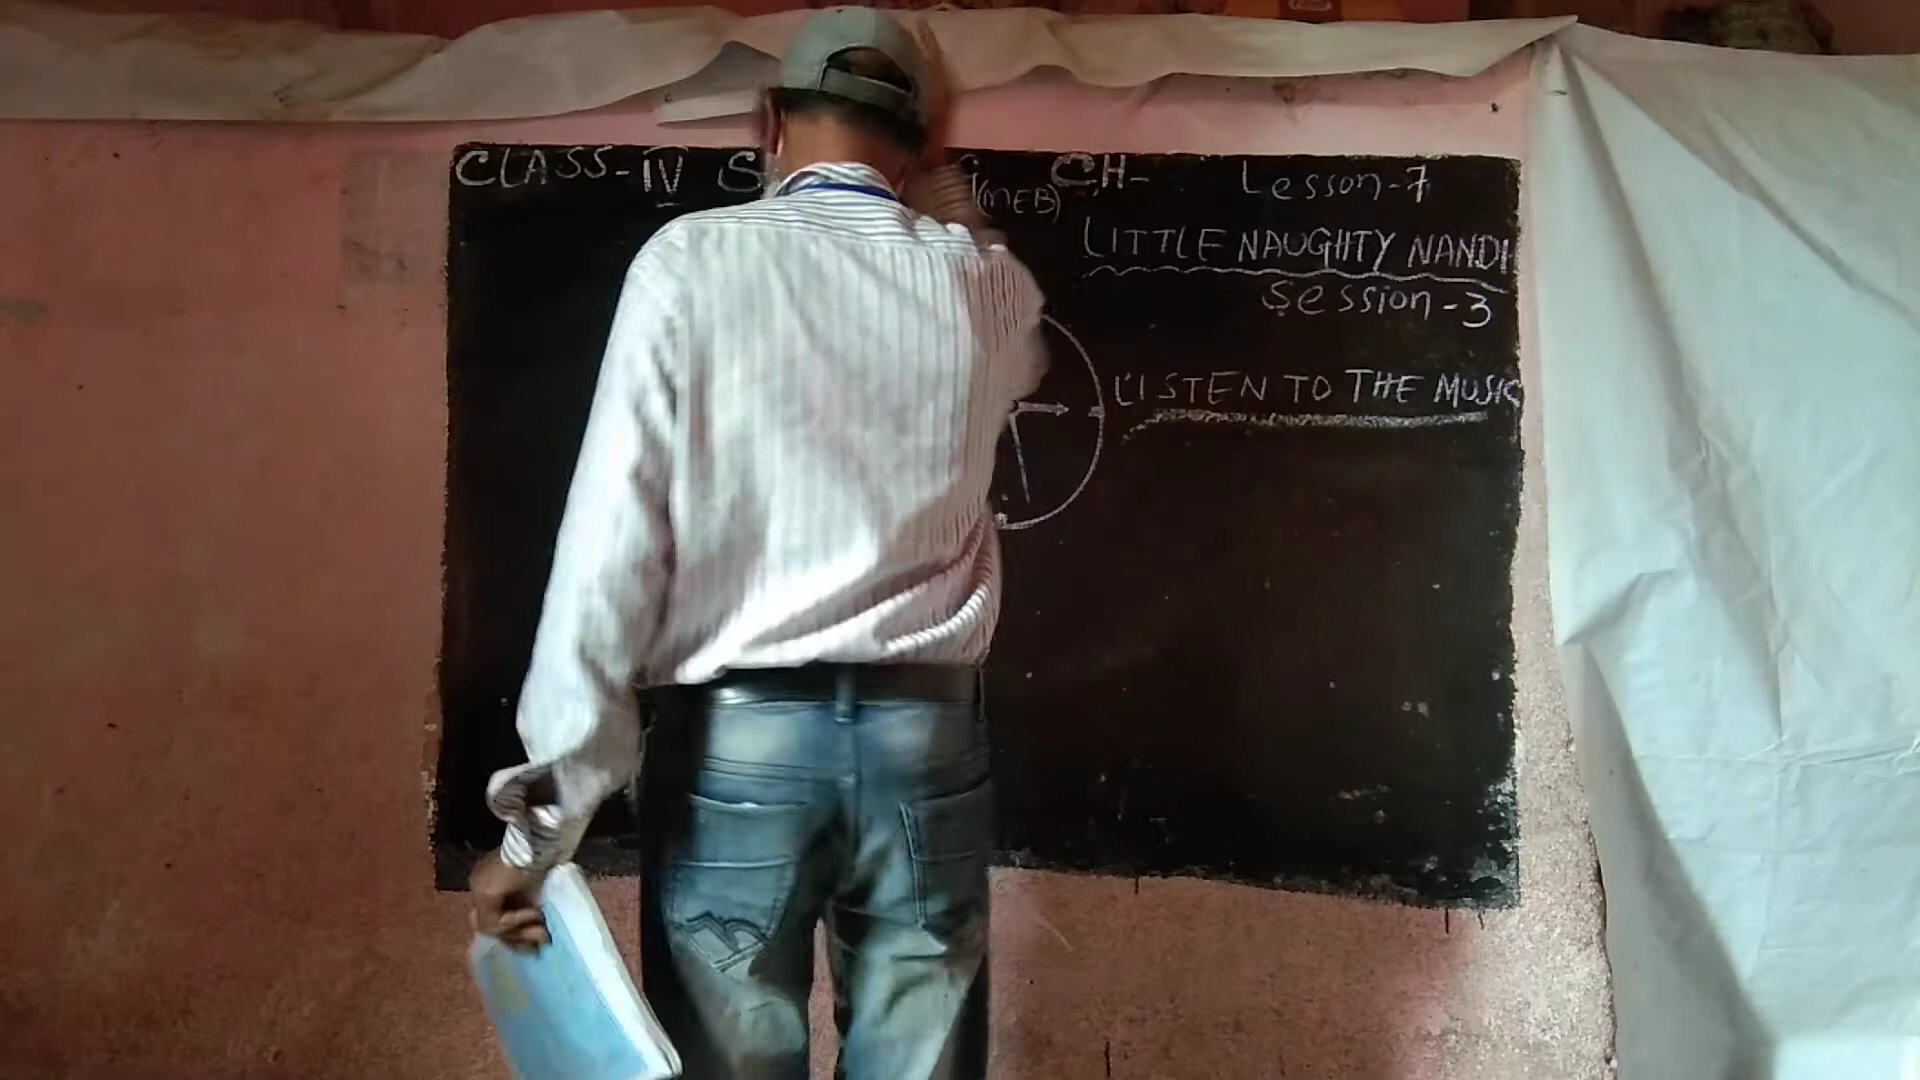 CLASS-IV S (MEB) CH- Lesson-7
LITTLE NAUGHTY NANDI
Session-3
LISTEN TO THE MUSIC